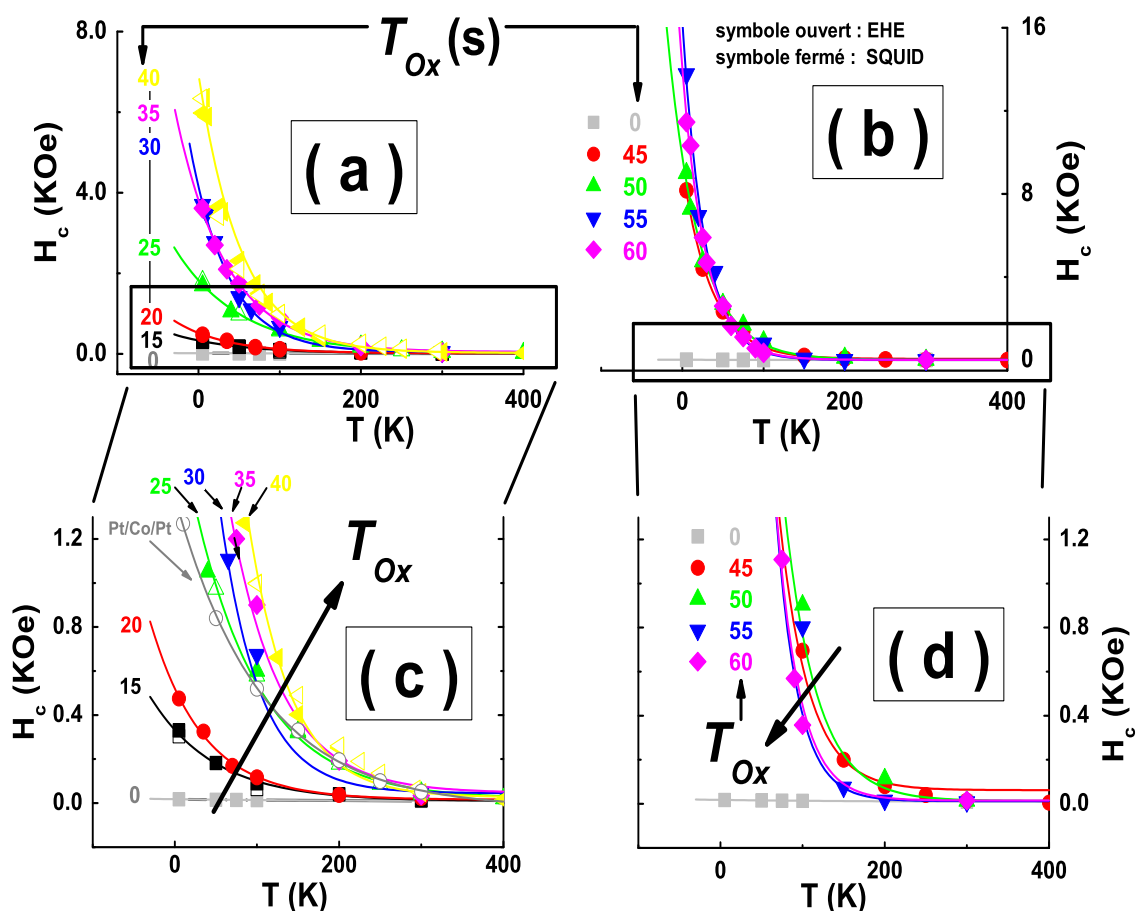 T_Ox (s)
8.0
4.0
0.0
H_c (KOe)
40
35
30
25
20
15
0
( a )
0
200
400
T (K)
symbole ouvert : EHE
symbole fermé : SQUID
( b )
0
45
50
55
60
16
8
0
H_c (KOe)
0
200
400
T (K)
25
30
35
40
Pt/Co/Pt
T_Ox
1.2
0.8
0.4
0.0
H_c (KOe)
20
15
0
( c )
0
200
400
T (K)
0
45
50
55
60
T_Ox
( d )
1.2
0.8
0.4
0.0
H_c (KOe)
0
200
400
T (K)